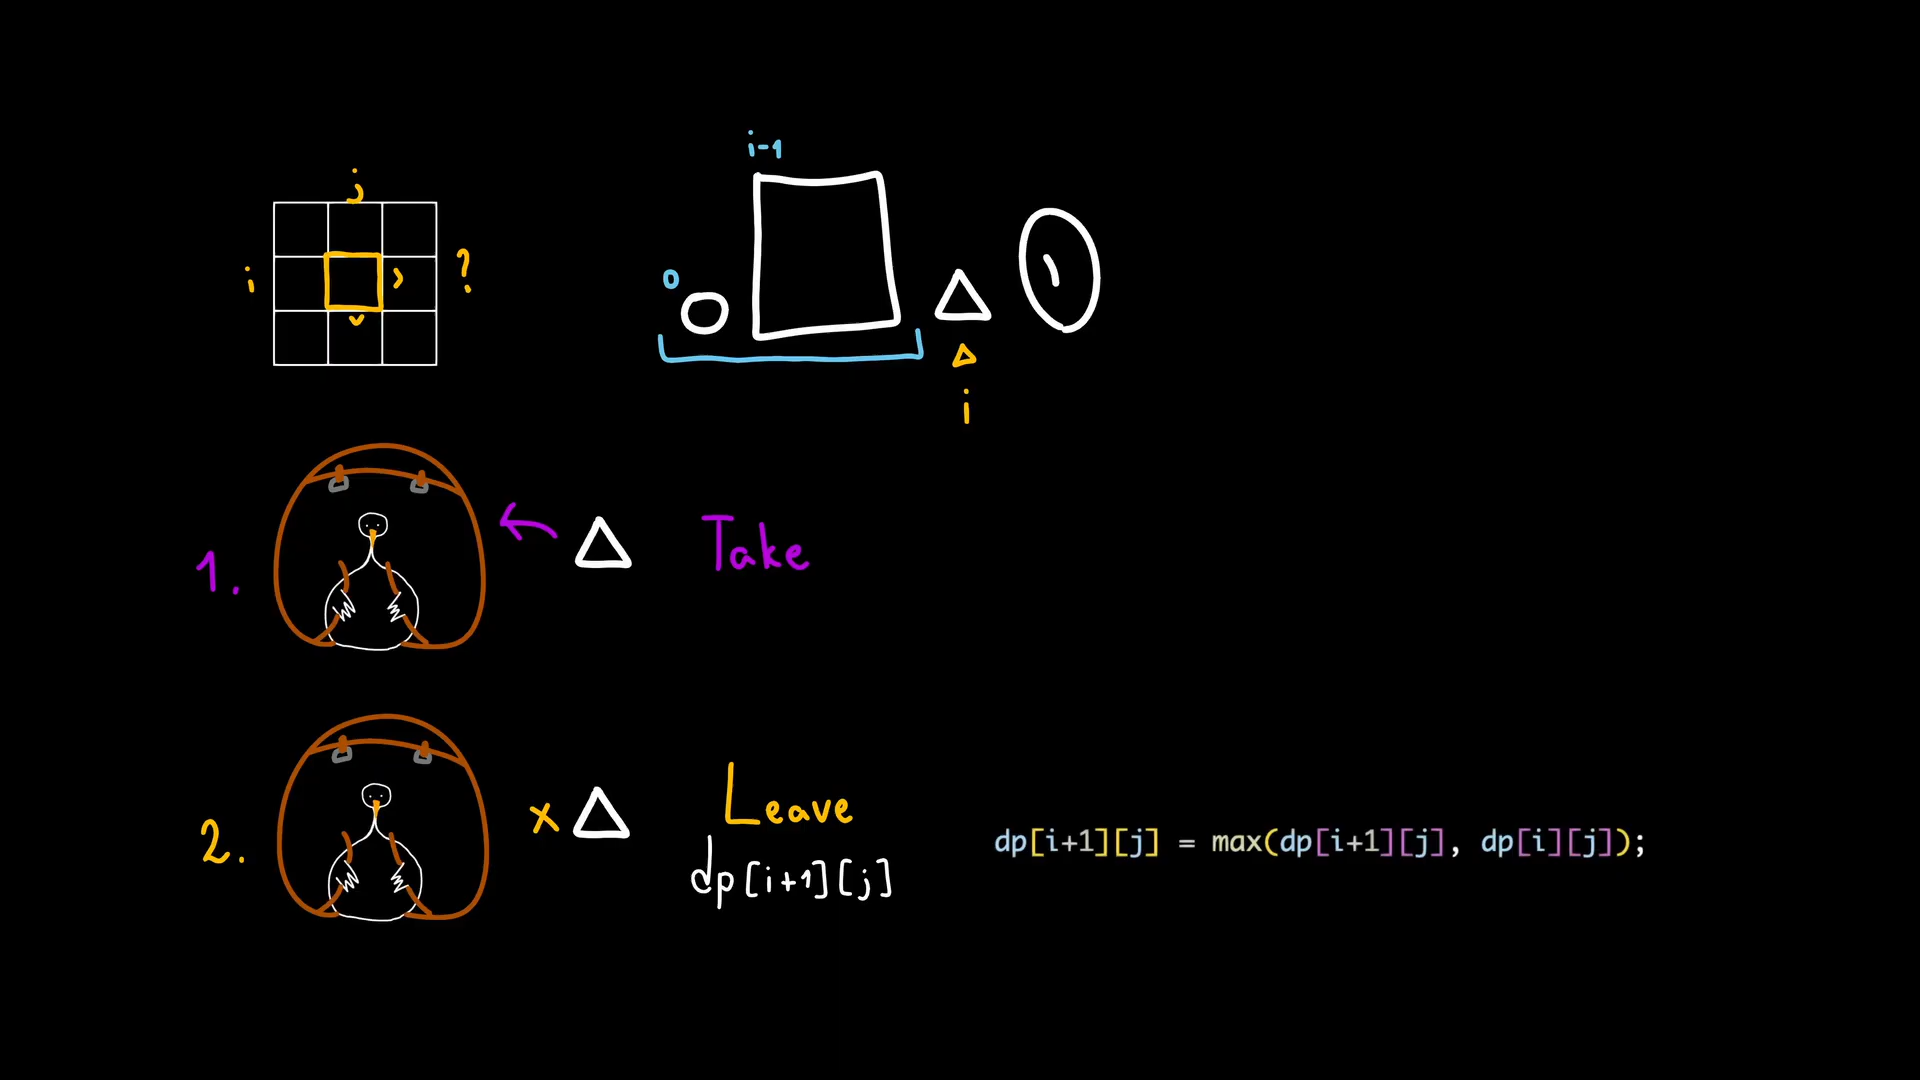 i-1
j
i
?
0
i
1.
Take
2.
x
Leave
dp[i+1][j]
dp[i+1][j] = max(dp[i+1][j], dp[i][j]);